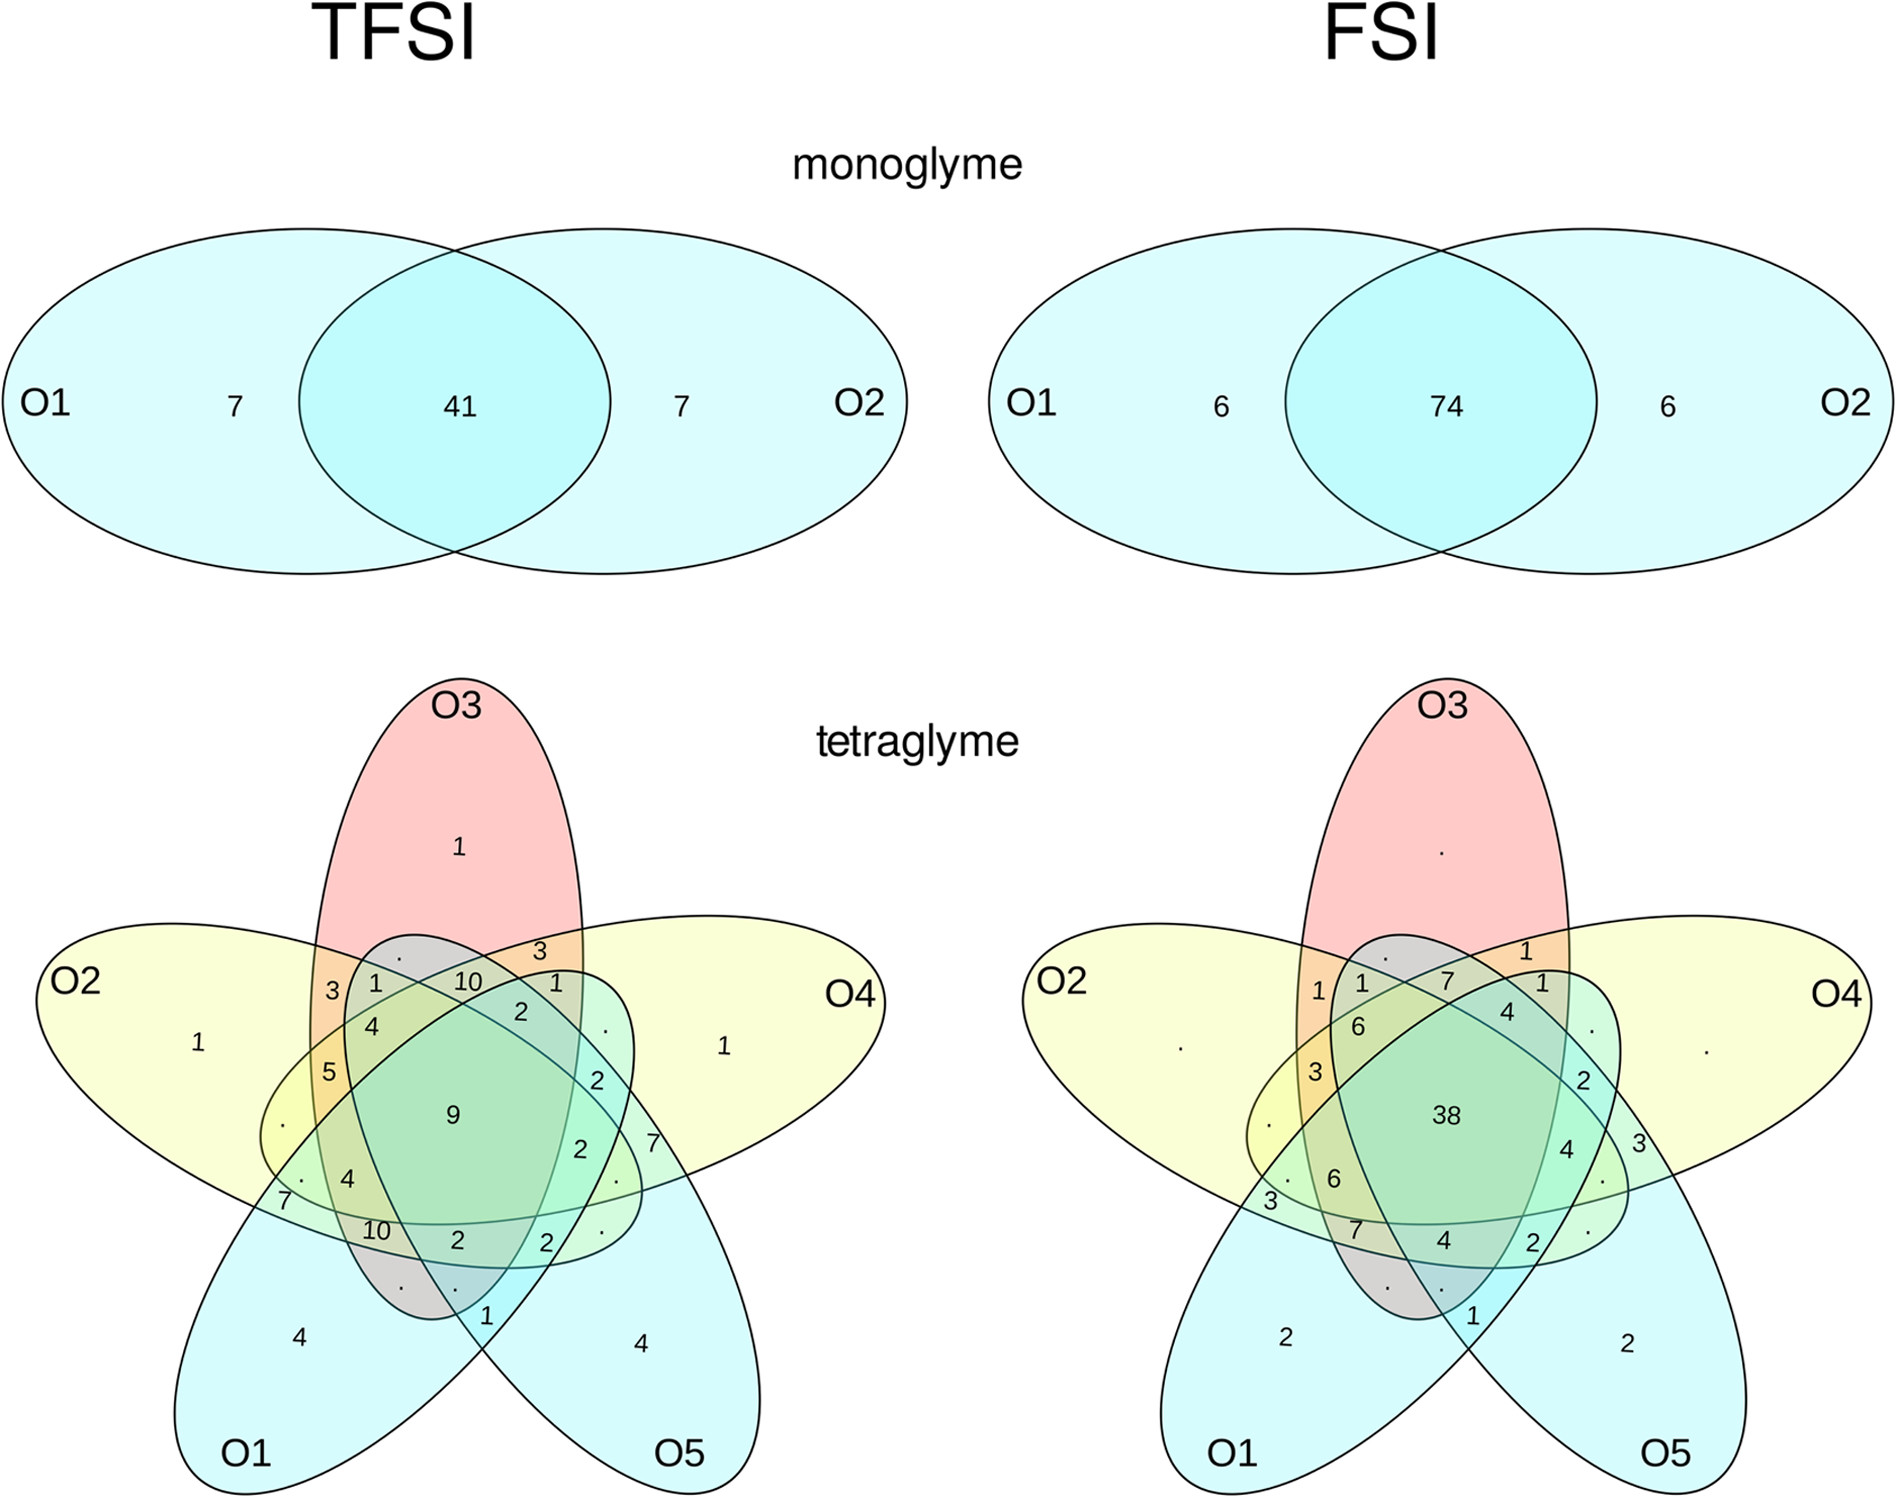 TFSI FSI
monoglyme
O1 7 41 7 O2 O1 6 74 6 O2
O3 O3
tetraglyme
1 .
3 1
O2 3 1 . 10 1 O4 O2 1 1 . 7 1 O4
4 2 . 6 4 .
1 1 . .
5 2 3 2
. 9 . 38
2 7 4 3
. 4 . . 6 .
7 3
10 2 2 . 7 4 2 .
. . . .
1 1
4 4 2 2
O1 O5 O1 O5